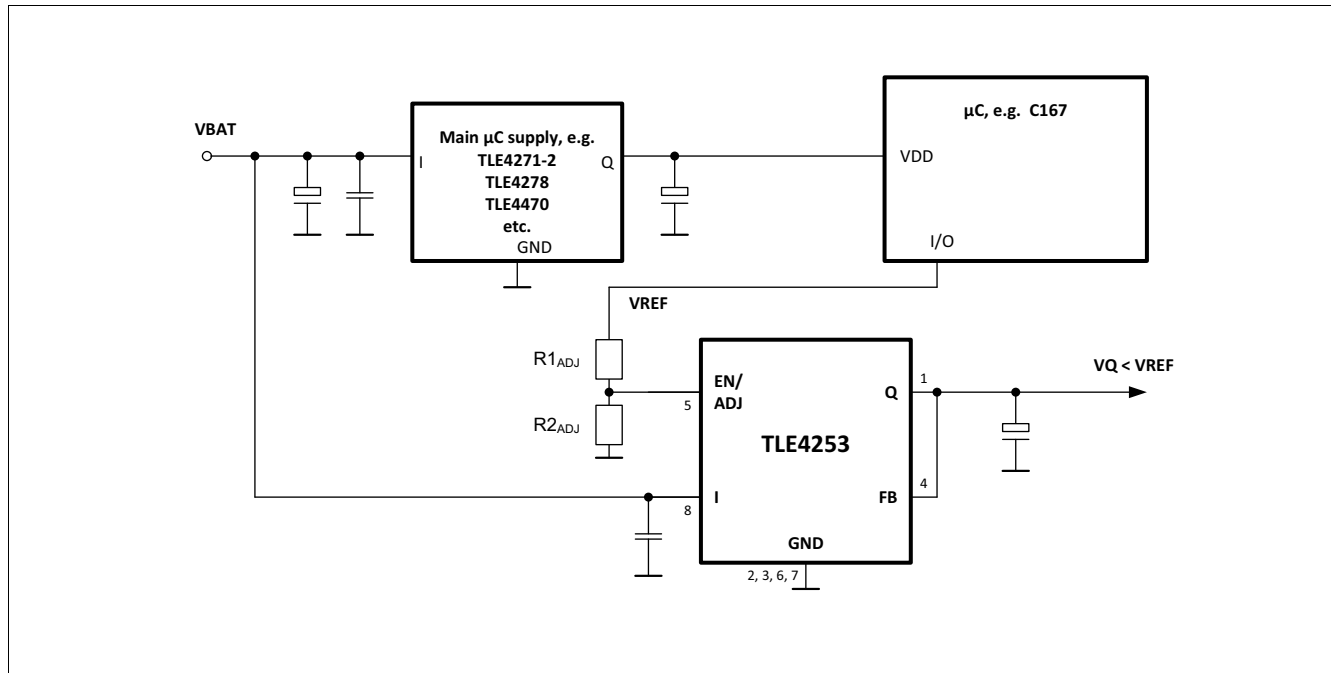 VBAT
I
Main µC supply, e.g.
TLE4271-2
TLE4278
TLE4470
etc.
GND
Q
µC, e.g. C167
VDD
I/O
VREF
R1ADJ
R2ADJ
EN/
ADJ
5
I
8
TLE4253
Q
1
FB
4
GND
2, 3, 6, 7
VQ < VREF